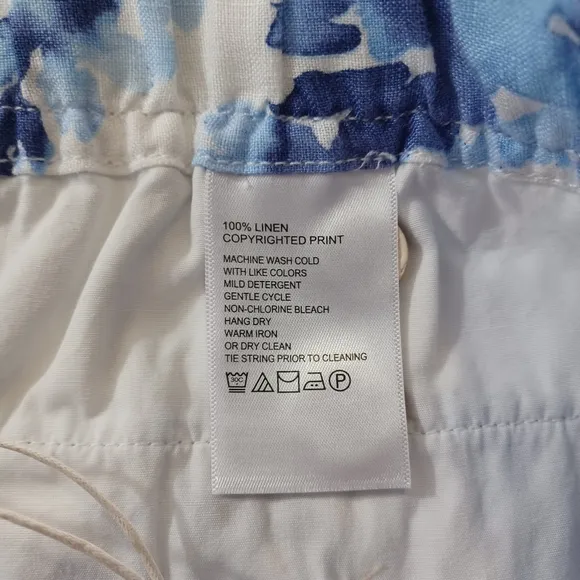 100% LINEN
COPYRIGHTED PRINT
MACHINE WASH COLD
WITH LIKE COLORS
MILD DETERGENT
GENTLE CYCLE
NON-CHLORINE BLEACH
HANG DRY
WARM IRON
OR DRY CLEAN
TIE STRING PRIOR TO CLEANING
30C P